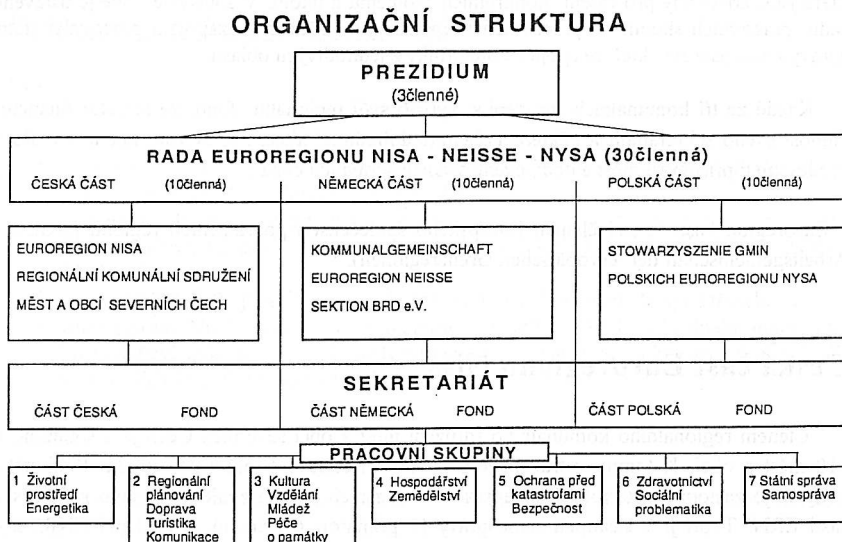 ORGANIZAČNÍ STRUKTURA
PREZIDIUM
(3členné)
RADA EUROREGIONU NISA - NEISSE - NYSA (30členná)
ČESKÁ ČÁST (10členná) NĚMECKÁ ČÁST (10členná) POLSKÁ ČÁST (10členná)
EUROREGION NISA
REGIONÁLNÍ KOMUNÁLNÍ SDRUŽENÍ
MĚST A OBCÍ SEVERNÍCH ČECH
KOMMUNALGEMEINSCHAFT
EUROREGION NEISSE
SEKTION BRD e.V.
STOWARZYSZENIE GMIN
POLSKICH EUROREGIONU NYSA
SEKRETARIÁT
ČÁST ČESKÁ FOND ČÁST NĚMECKÁ FOND ČÁST POLSKÁ FOND
PRACOVNÍ SKUPINY
1 Životní
prostředí
Energetika
2 Regionální
plánování
Doprava
Turistika
Komunikace
3 Kultura
Vzdělání
Mládež
Péče
o památky
4 Hospodářství
Zemědělství
5 Ochrana před
katastrofami
Bezpečnost
6 Zdravotnictví
Sociální
problematika
7 Státní správa
Samospráva